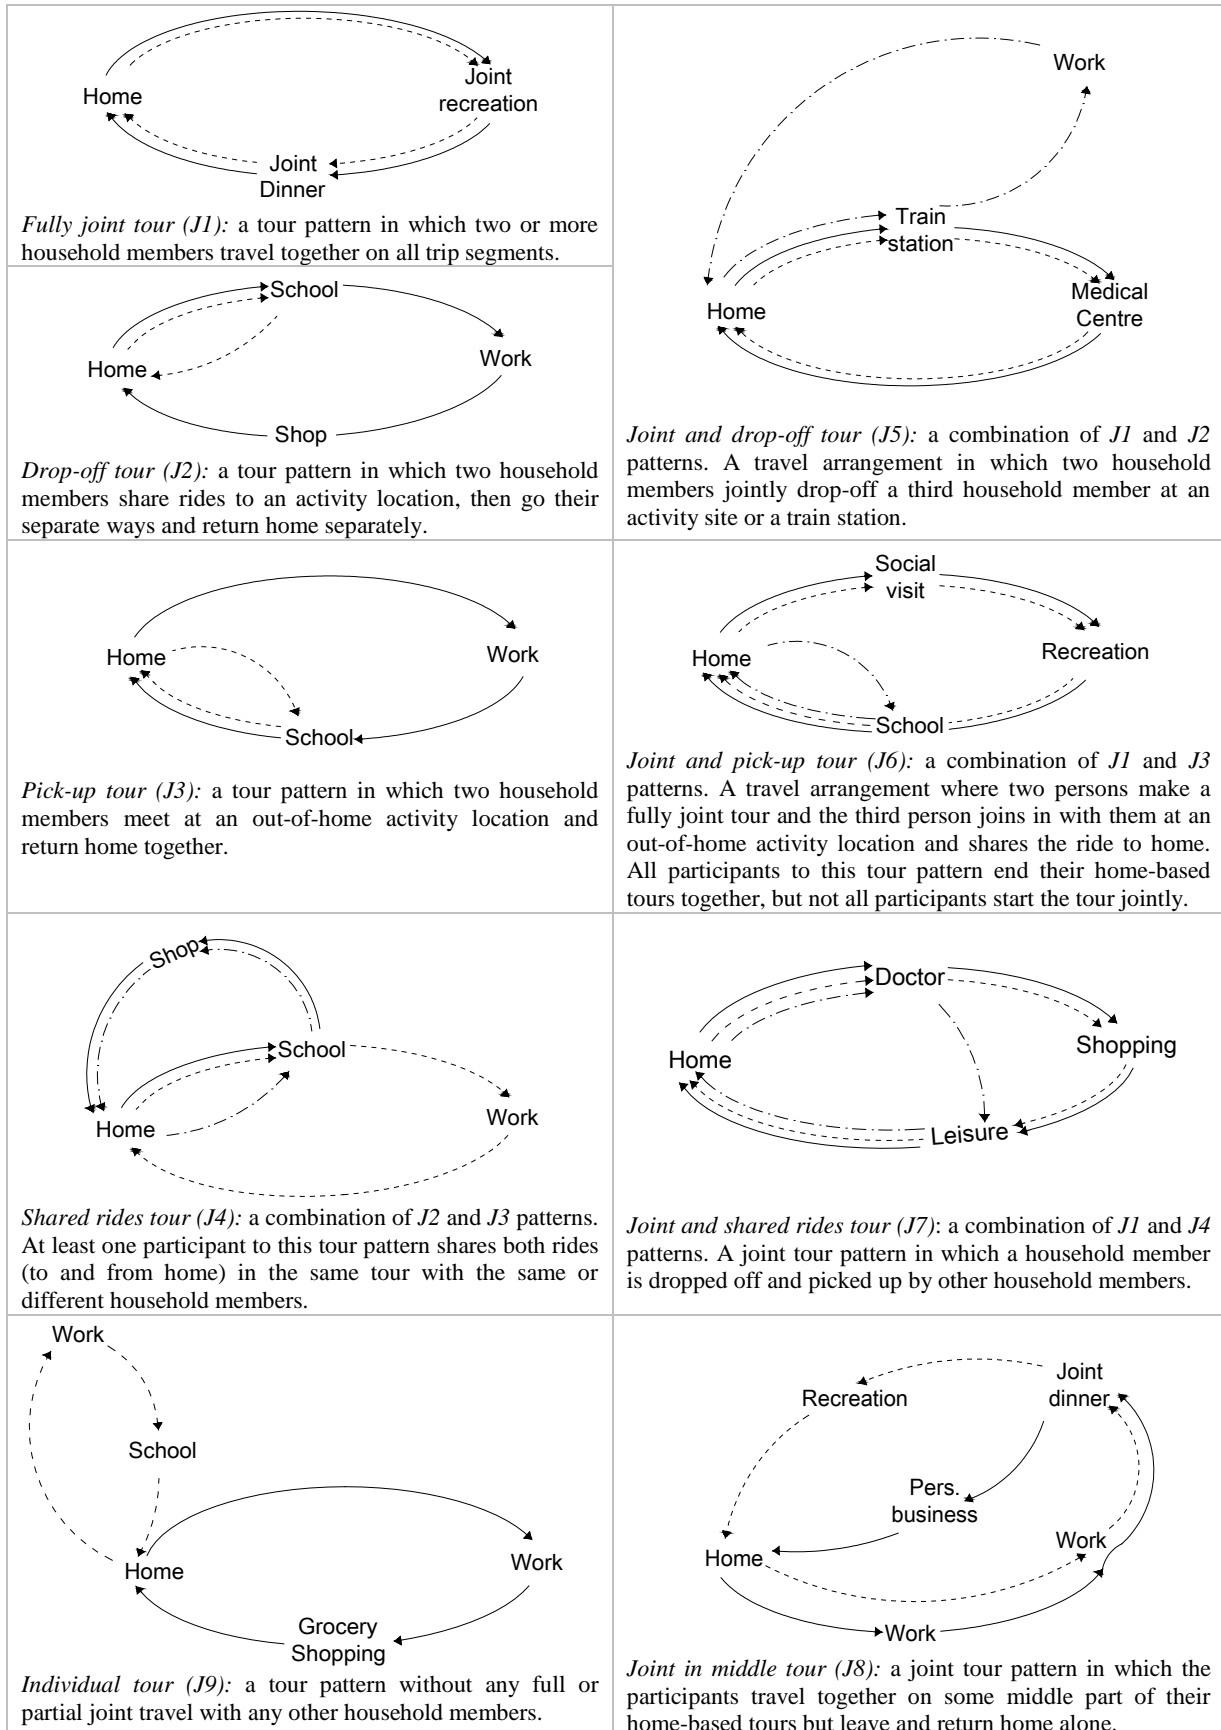 Home
Joint
recreation
Joint
Dinner
Fully joint tour (J1): a tour pattern in which two or more
household members travel together on all trip segments.
School
Home
Work
Shop
Drop-off tour (J2): a tour pattern in which two household
members share rides to an activity location, then go their
separate ways and return home separately.
Work
Train
station
Home
Medical
Centre
Joint and drop-off tour (J5): a combination of J1 and J2
patterns. A travel arrangement in which two household
members jointly drop-off a third household member at an
activity site or a train station.
Home
Work
School
Pick-up tour (J3): a tour pattern in which two household
members meet at an out-of-home activity location and
return home together.
Social
visit
Home
Recreation
School
Joint and pick-up tour (J6): a combination of J1 and J3
patterns. A travel arrangement where two persons make a
fully joint tour and the third person joins in with them at an
out-of-home activity location and shares the ride to home.
All participants to this tour pattern end their home-based
tours together, but not all participants start the tour jointly.
Shop
School
Home
Work
Shared rides tour (J4): a combination of J2 and J3 patterns.
At least one participant to this tour pattern shares both rides
(to and from home) in the same tour with the same or
different household members.
Doctor
Home
Shopping
Leisure
Joint and shared rides tour (J7): a combination of J1 and J4
patterns. A joint tour pattern in which a household member
is dropped off and picked up by other household members.
Work
School
Home
Work
Grocery
Shopping
Individual tour (J9): a tour pattern without any full or
partial joint travel with any other household members.
Joint
dinner
Recreation
Pers.
business
Home
Work
Work
Joint in middle tour (J8): a joint tour pattern in which the
participants travel together on some middle part of their
home-based tours but leave and return home alone.